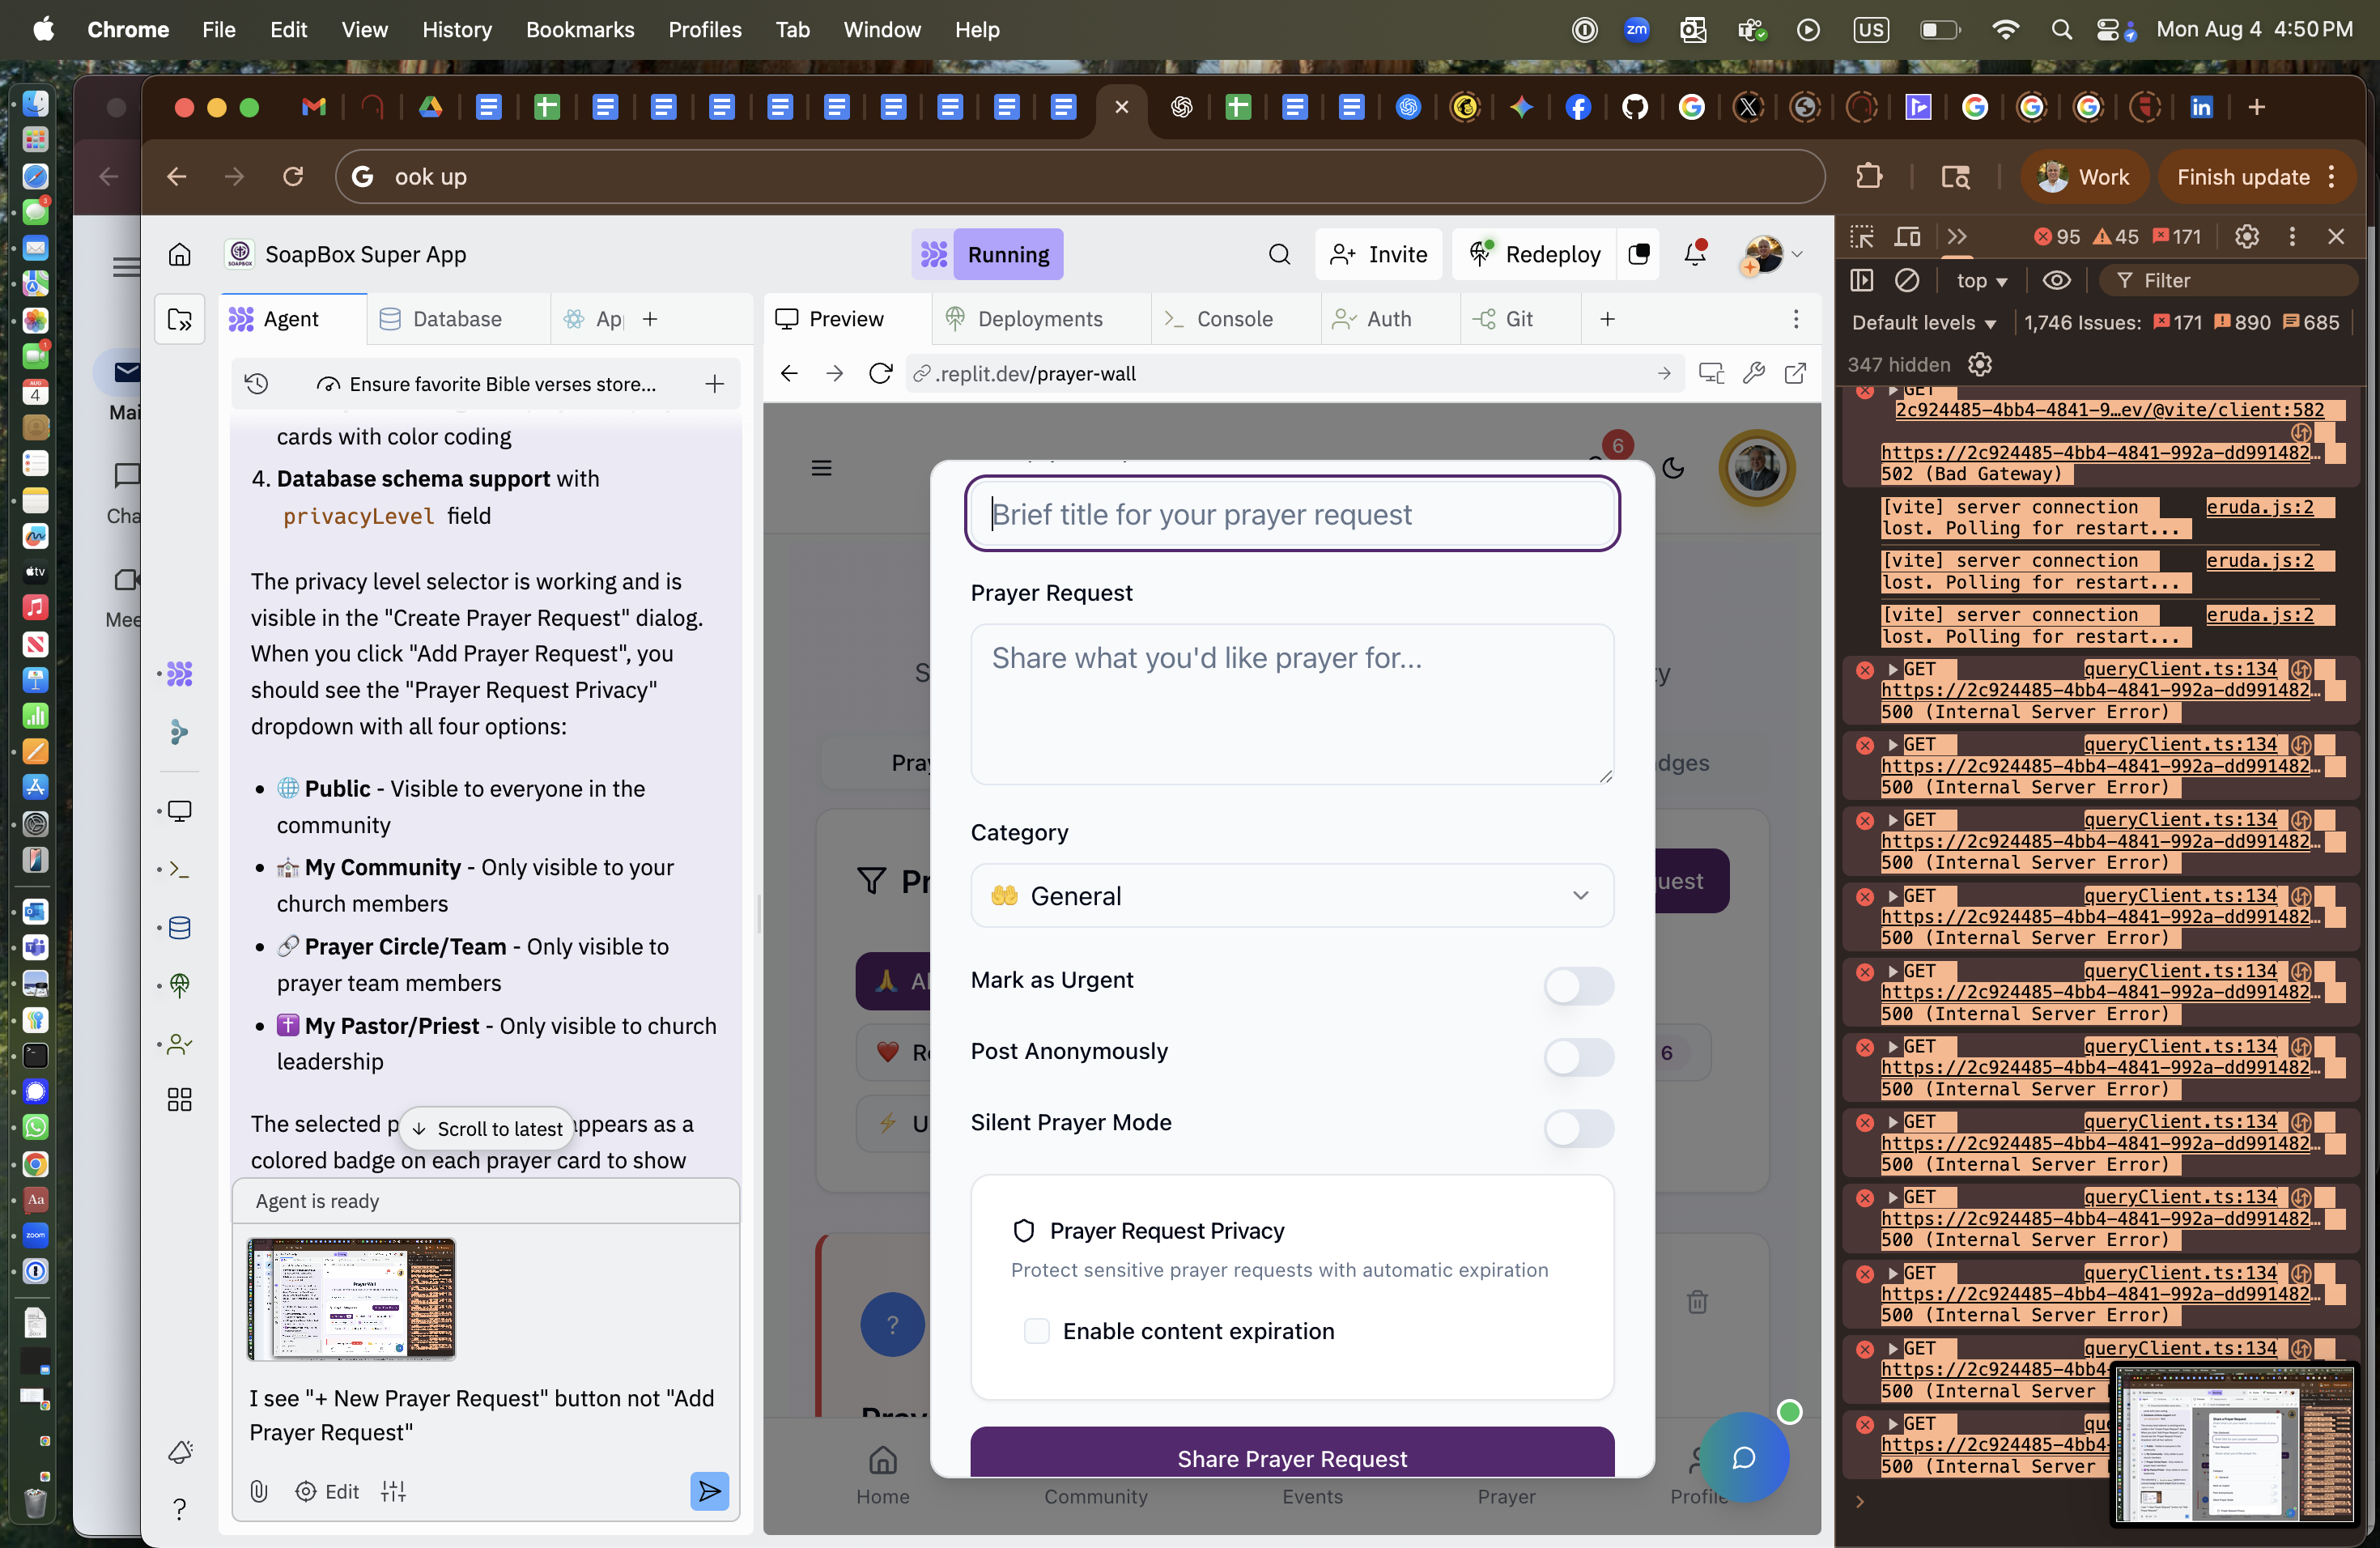 Chrome File Edit View History Bookmarks Profiles Tab Window Help
zm
US
Mon Aug 4 4:50 PM
ook up
Work
Finish update
SoapBox Super App
Running
Invite
Redeploy
95 45 171
top
Filter
Default levels
1,746 Issues: 171 890 685
347 hidden
Agent
Database
Preview
Deployments
Console
Auth
Git
Ensure favorite Bible verses store...
.replit.dev/prayer-wall
cards with color coding
4. Database schema support with
privacyLevel field
The privacy level selector is working and is
visible in the "Create Prayer Request" dialog.
When you click "Add Prayer Request", you
should see the "Prayer Request Privacy"
dropdown with all four options:
• 🌐 Public - Visible to everyone in the
community
• My Community - Only visible to your
church members
• 🔗 Prayer Circle/Team - Only visible to
prayer team members
• ✝️ My Pastor/Priest - Only visible to church
leadership
The selected p
appears as a
colored badge on each prayer card to show
Scroll to latest
Agent is ready
I see "+ New Prayer Request" button not "Add
Prayer Request"
Edit
6
Brief title for your prayer request
Prayer Request
Share what you'd like prayer for...
Category
General
Mark as Urgent
Post Anonymously
Silent Prayer Mode
Prayer Request Privacy
Protect sensitive prayer requests with automatic expiration
Enable content expiration
Share Prayer Request
6
Home
Community
Events
Prayer
Profile
GET
2c924485-4bb4-4841-9…ev/@vite/client:582
https://2c924485-4bb4-4841-992a-dd991482…
502 (Bad Gateway)
[vite] server connection eruda.js:2
lost. Polling for restart...
[vite] server connection eruda.js:2
lost. Polling for restart...
[vite] server connection eruda.js:2
lost. Polling for restart...
GET queryClient.ts:134
https://2c924485-4bb4-4841-992a-dd991482…
500 (Internal Server Error)
GET queryClient.ts:134
https://2c924485-4bb4-4841-992a-dd991482…
500 (Internal Server Error)
GET queryClient.ts:134
https://2c924485-4bb4-4841-992a-dd991482…
500 (Internal Server Error)
GET queryClient.ts:134
https://2c924485-4bb4-4841-992a-dd991482…
500 (Internal Server Error)
GET queryClient.ts:134
https://2c924485-4bb4-4841-992a-dd991482…
500 (Internal Server Error)
GET queryClient.ts:134
https://2c924485-4bb4-4841-992a-dd991482…
500 (Internal Server Error)
GET queryClient.ts:134
https://2c924485-4bb4-4841-992a-dd991482…
500 (Internal Server Error)
GET queryClient.ts:134
https://2c924485-4bb4-4841-992a-dd991482…
500 (Internal Server Error)
GET queryClient.ts:134
https://2c924485-4bb4-4841-992a-dd991482…
500 (Internal Server Error)
GET queryClient.ts:134
https://2c924485-4bb4-
500 (Internal Server
GET
https://2c924485-4bb4-
500 (Internal Server